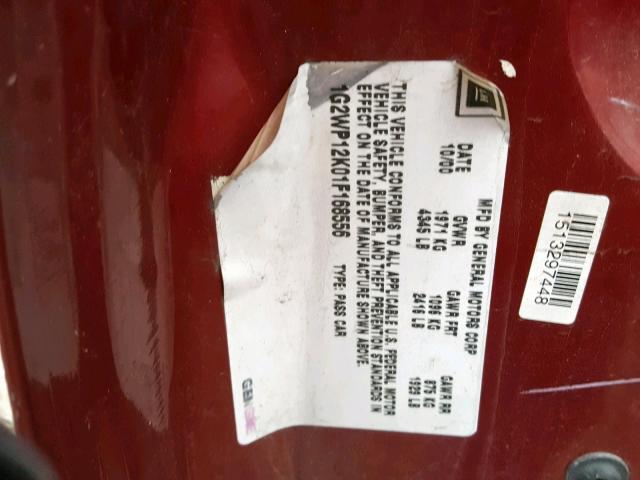 GM
MFD BY GENERAL MOTORS CORP
DATE GVWR GAWR FRT GAWR RR
10/00 1971 KG 1096 KG 875 KG
4345 LB 2416 LB 1929 LB
THIS VEHICLE CONFORMS TO ALL APPLICABLE U.S. FEDERAL MOTOR
VEHICLE SAFETY, BUMPER, AND THEFT PREVENTION STANDARDS IN
EFFECT ON THE DATE OF MANUFACTURE SHOWN ABOVE.
1G2WP12K01F168556 TYPE: PASS CAR
1513297448